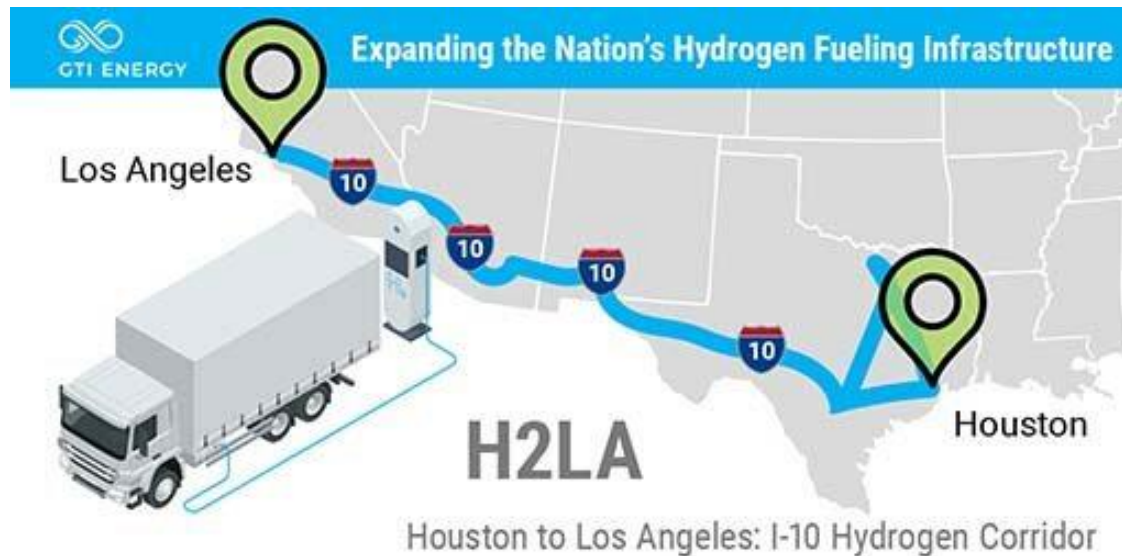 GTI ENERGY
Expanding the Nation's Hydrogen Fueling Infrastructure
Los Angeles
10
10
10
10
Houston
H2LA
Houston to Los Angeles: I-10 Hydrogen Corridor